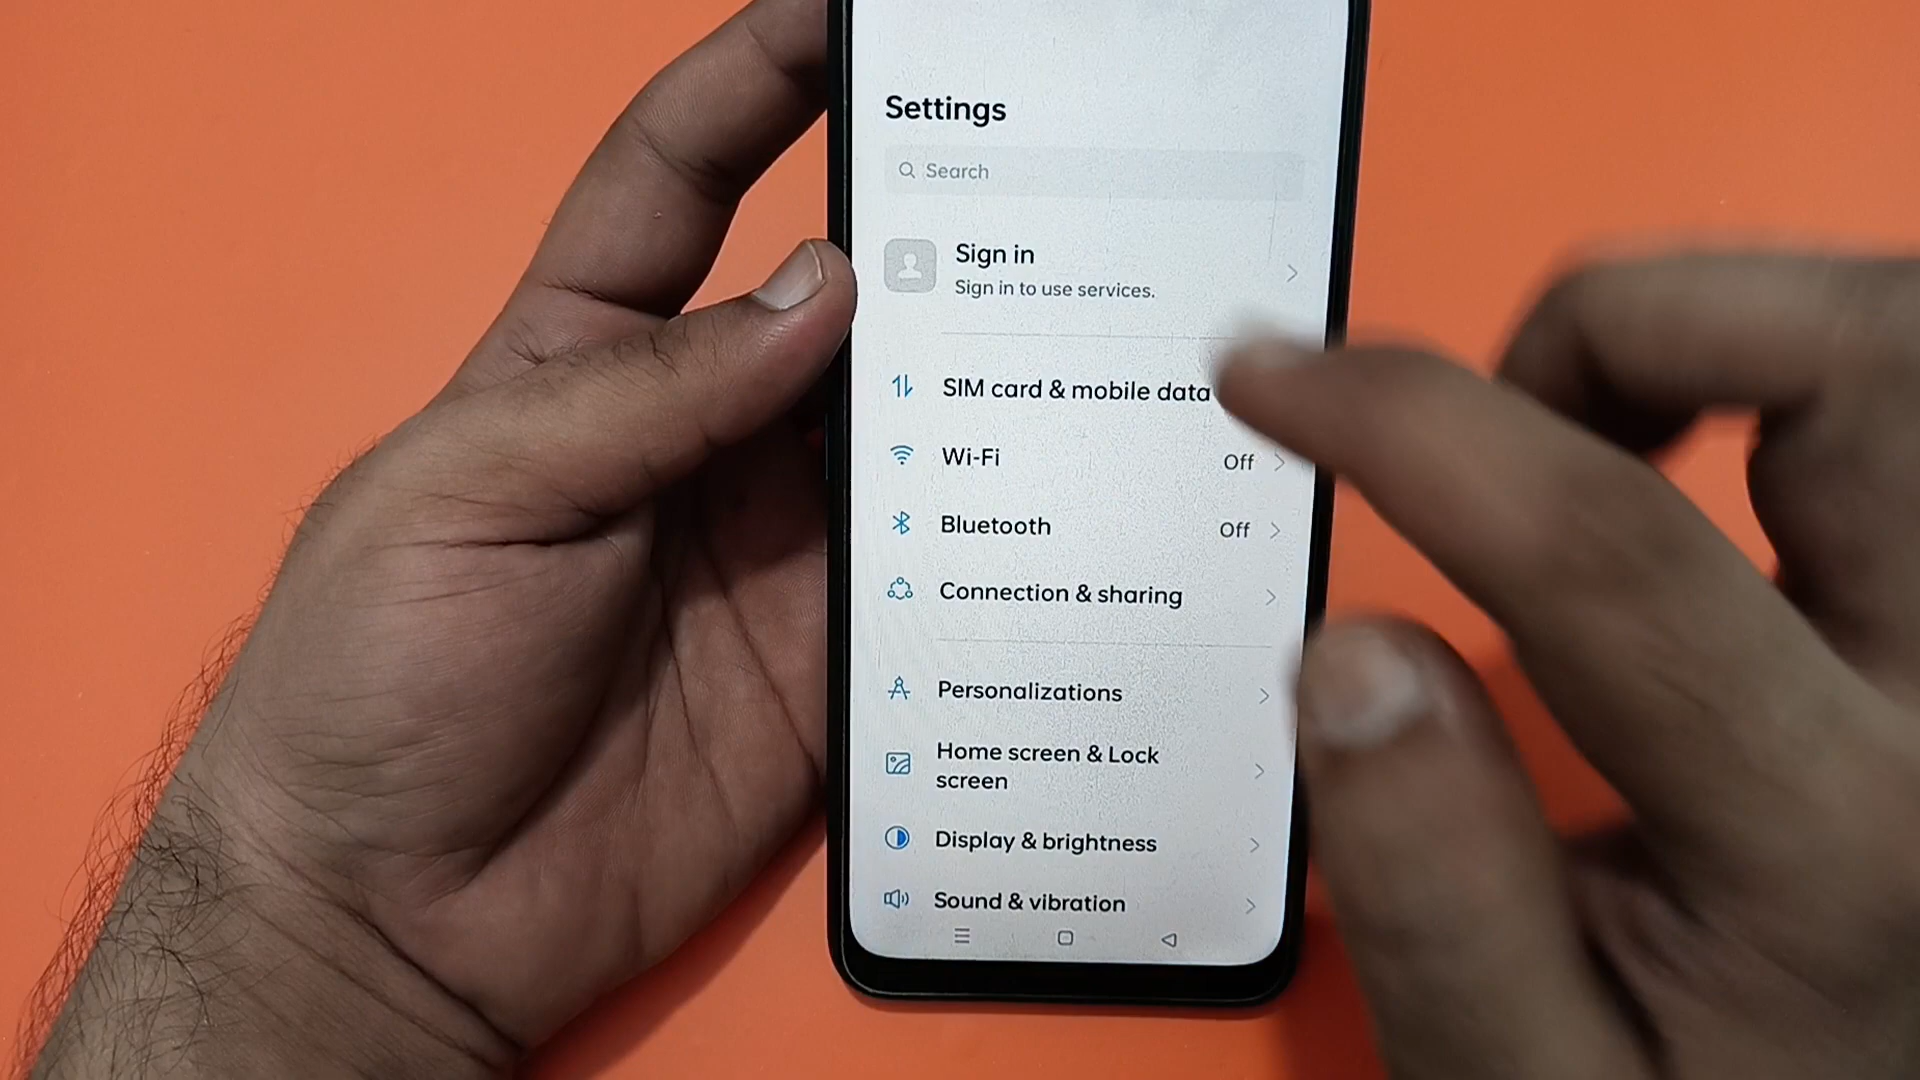 Settings
Search
Sign in
Sign in to use services.
SIM card & mobile data
Wi-Fi Off
Bluetooth Off
Connection & sharing
Personalizations
Home screen & Lock
screen
Display & brightness
Sound & vibration